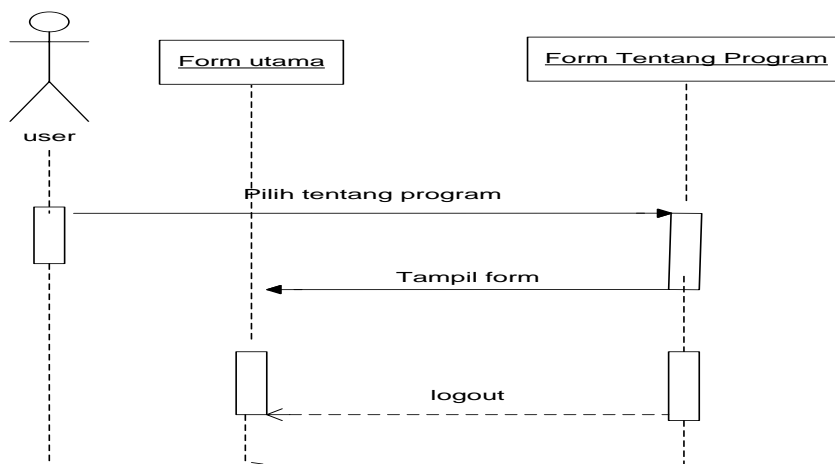 Form utama
Form Tentang Program
user
Pilih tentang program
Tampil form
logout